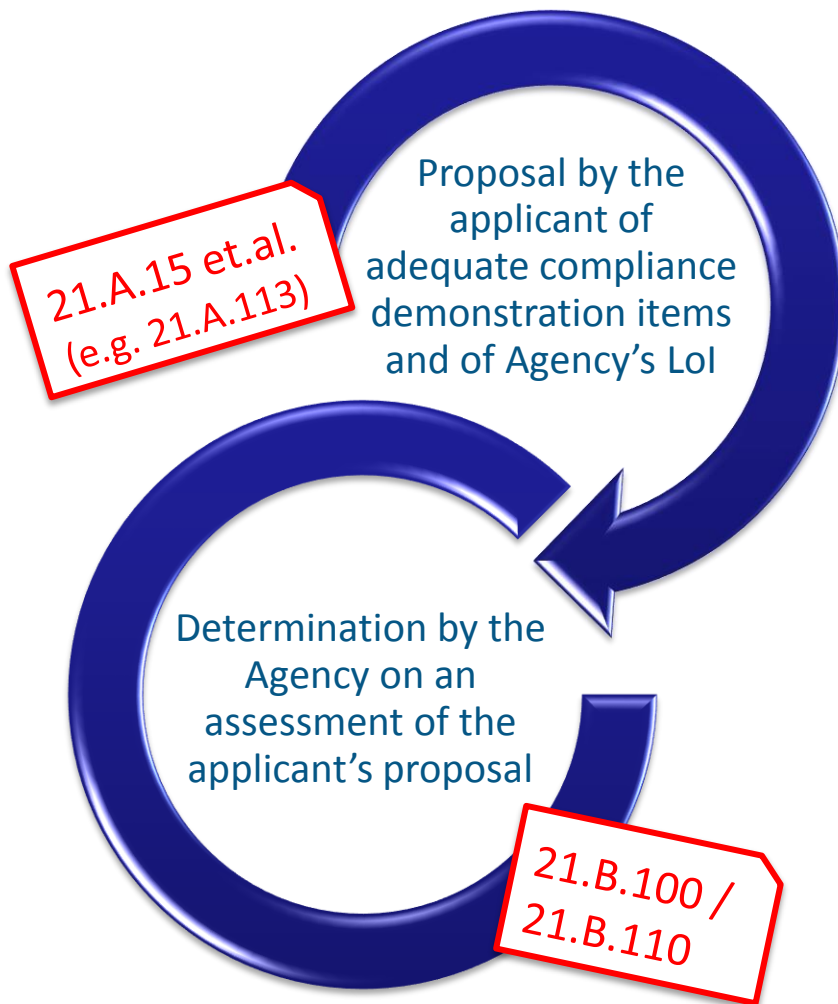 Proposal by the
applicant of
adequate compliance
demonstration items
and of Agency’s LoI
21.A.15 et.al.
(e.g. 21.A.113)
Determination by the
Agency on an
assessment of the
applicant’s proposal
21.B.100 /
21.B.110